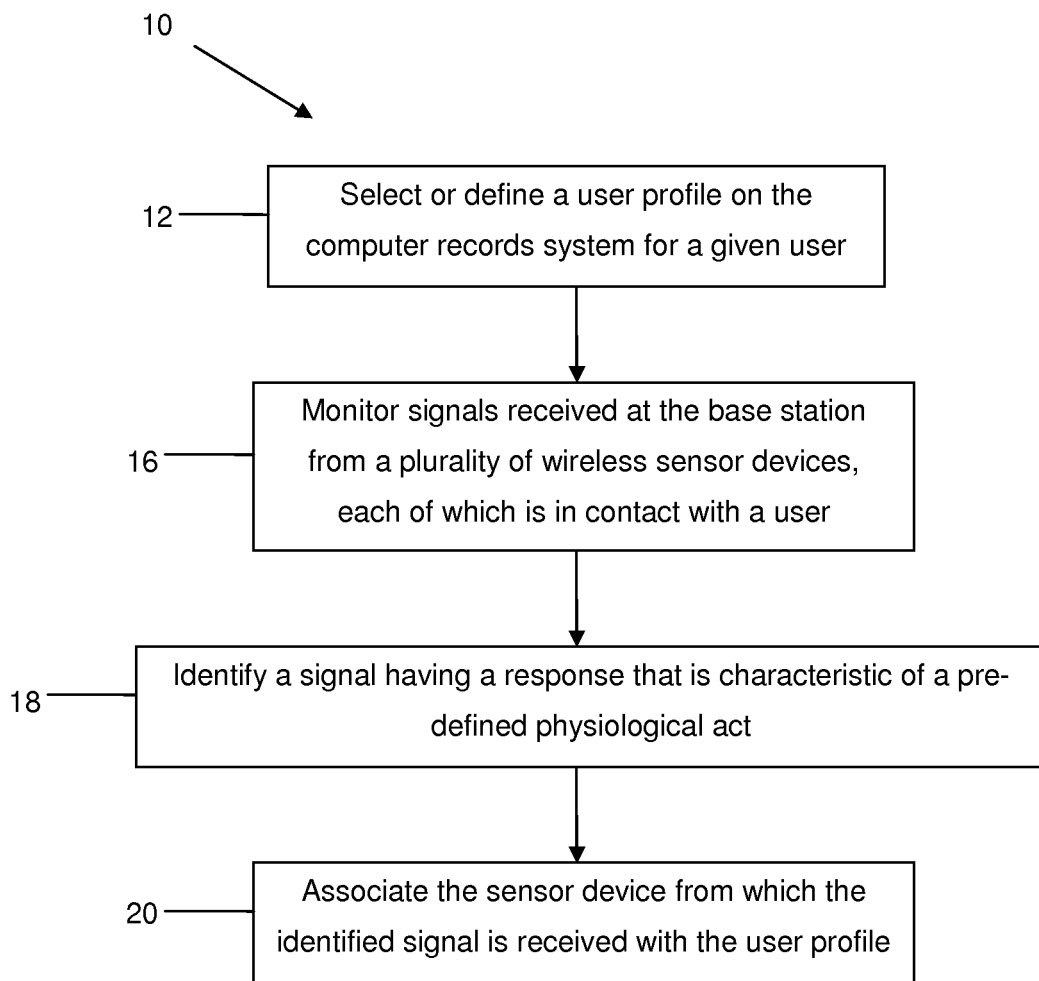 10
12
Select or define a user profile on the
computer records system for a given user
16
Monitor signals received at the base station
from a plurality of wireless sensor devices,
each of which is in contact with a user
18
Identify a signal having a response that is characteristic of a pre-
defined physiological act
20
Associate the sensor device from which the
identified signal is received with the user profile